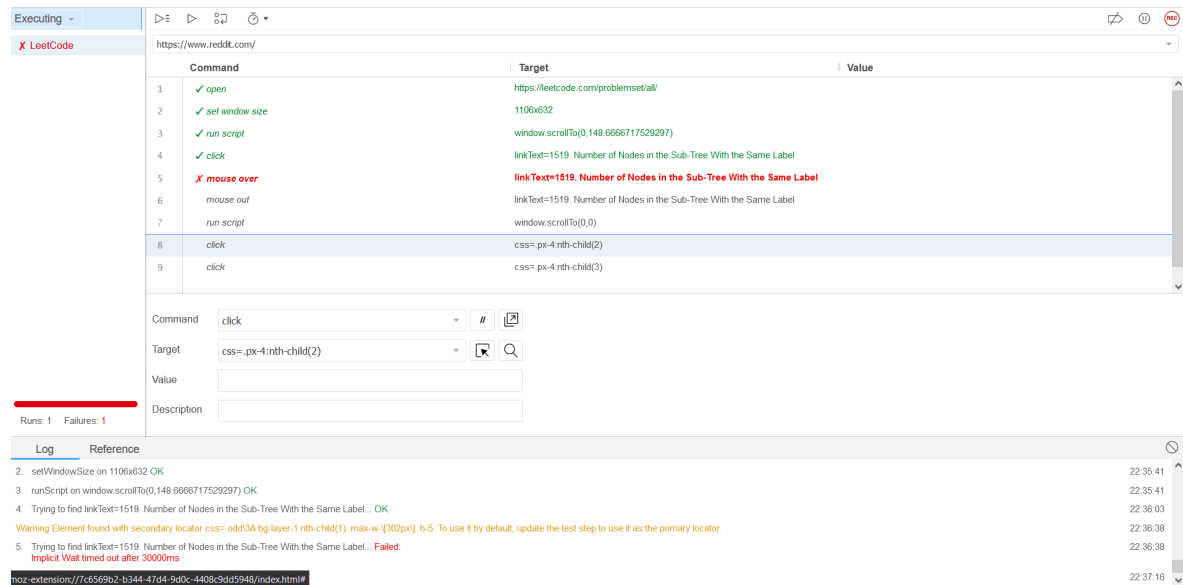 Executing
LeetCode
REC
https://www.reddit.com/
Command Target Value
1 ✓ open https://leetcode.com/problemset/all/
2 ✓ set window size 1106x632
3 ✓ run script window.scrollTo(0,148.6666717529297)
4 ✓ click linkText=1519. Number of Nodes in the Sub-Tree With the Same Label
5 ✗ mouse over linkText=1519. Number of Nodes in the Sub-Tree With the Same Label
6 mouse out linkText=1519. Number of Nodes in the Sub-Tree With the Same Label
7 run script window.scrollTo(0,0)
8 click css=.px-4:nth-child(2)
9 click css=.px-4:nth-child(3)
Command click //
Target css=.px-4:nth-child(2)
Value
Description
Runs: 1 Failures: 1
Log Reference
2. setWindowSize on 1106x632 OK 22:35:41
3. runScript on window.scrollTo(0,148.6666717529297) OK 22:35:41
4. Trying to find linkText=1519. Number of Nodes in the Sub-Tree With the Same Label... OK 22:36:03
Warning Element found with secondary locator css=.odd\3A bg-layer-1:nth-child(1) .max-w-\[302px\] .h-5. To use it by default, update the test step to use it as the primary locator. 22:36:38
5. Trying to find linkText=1519. Number of Nodes in the Sub-Tree With the Same Label... Failed: 22:36:38
Implicit Wait timed out after 30000ms
moz-extension://7c6569b2-b344-47d4-9d0c-4408c9dd5948/index.html# 22:37:16